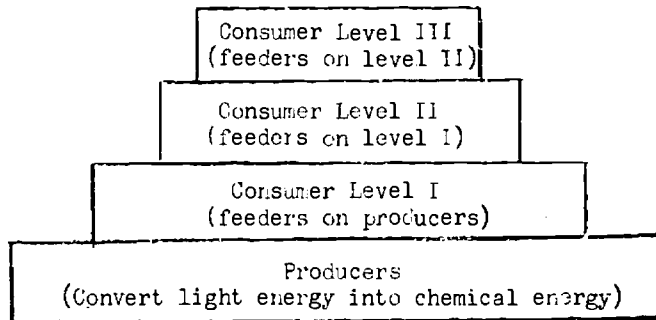 Consumer Level III
(feeders on level II)
Consumer Level II
(feeders on level I)
Consumer Level I
(feeders on producers)
Producers
(Convert light energy into chemical energy)